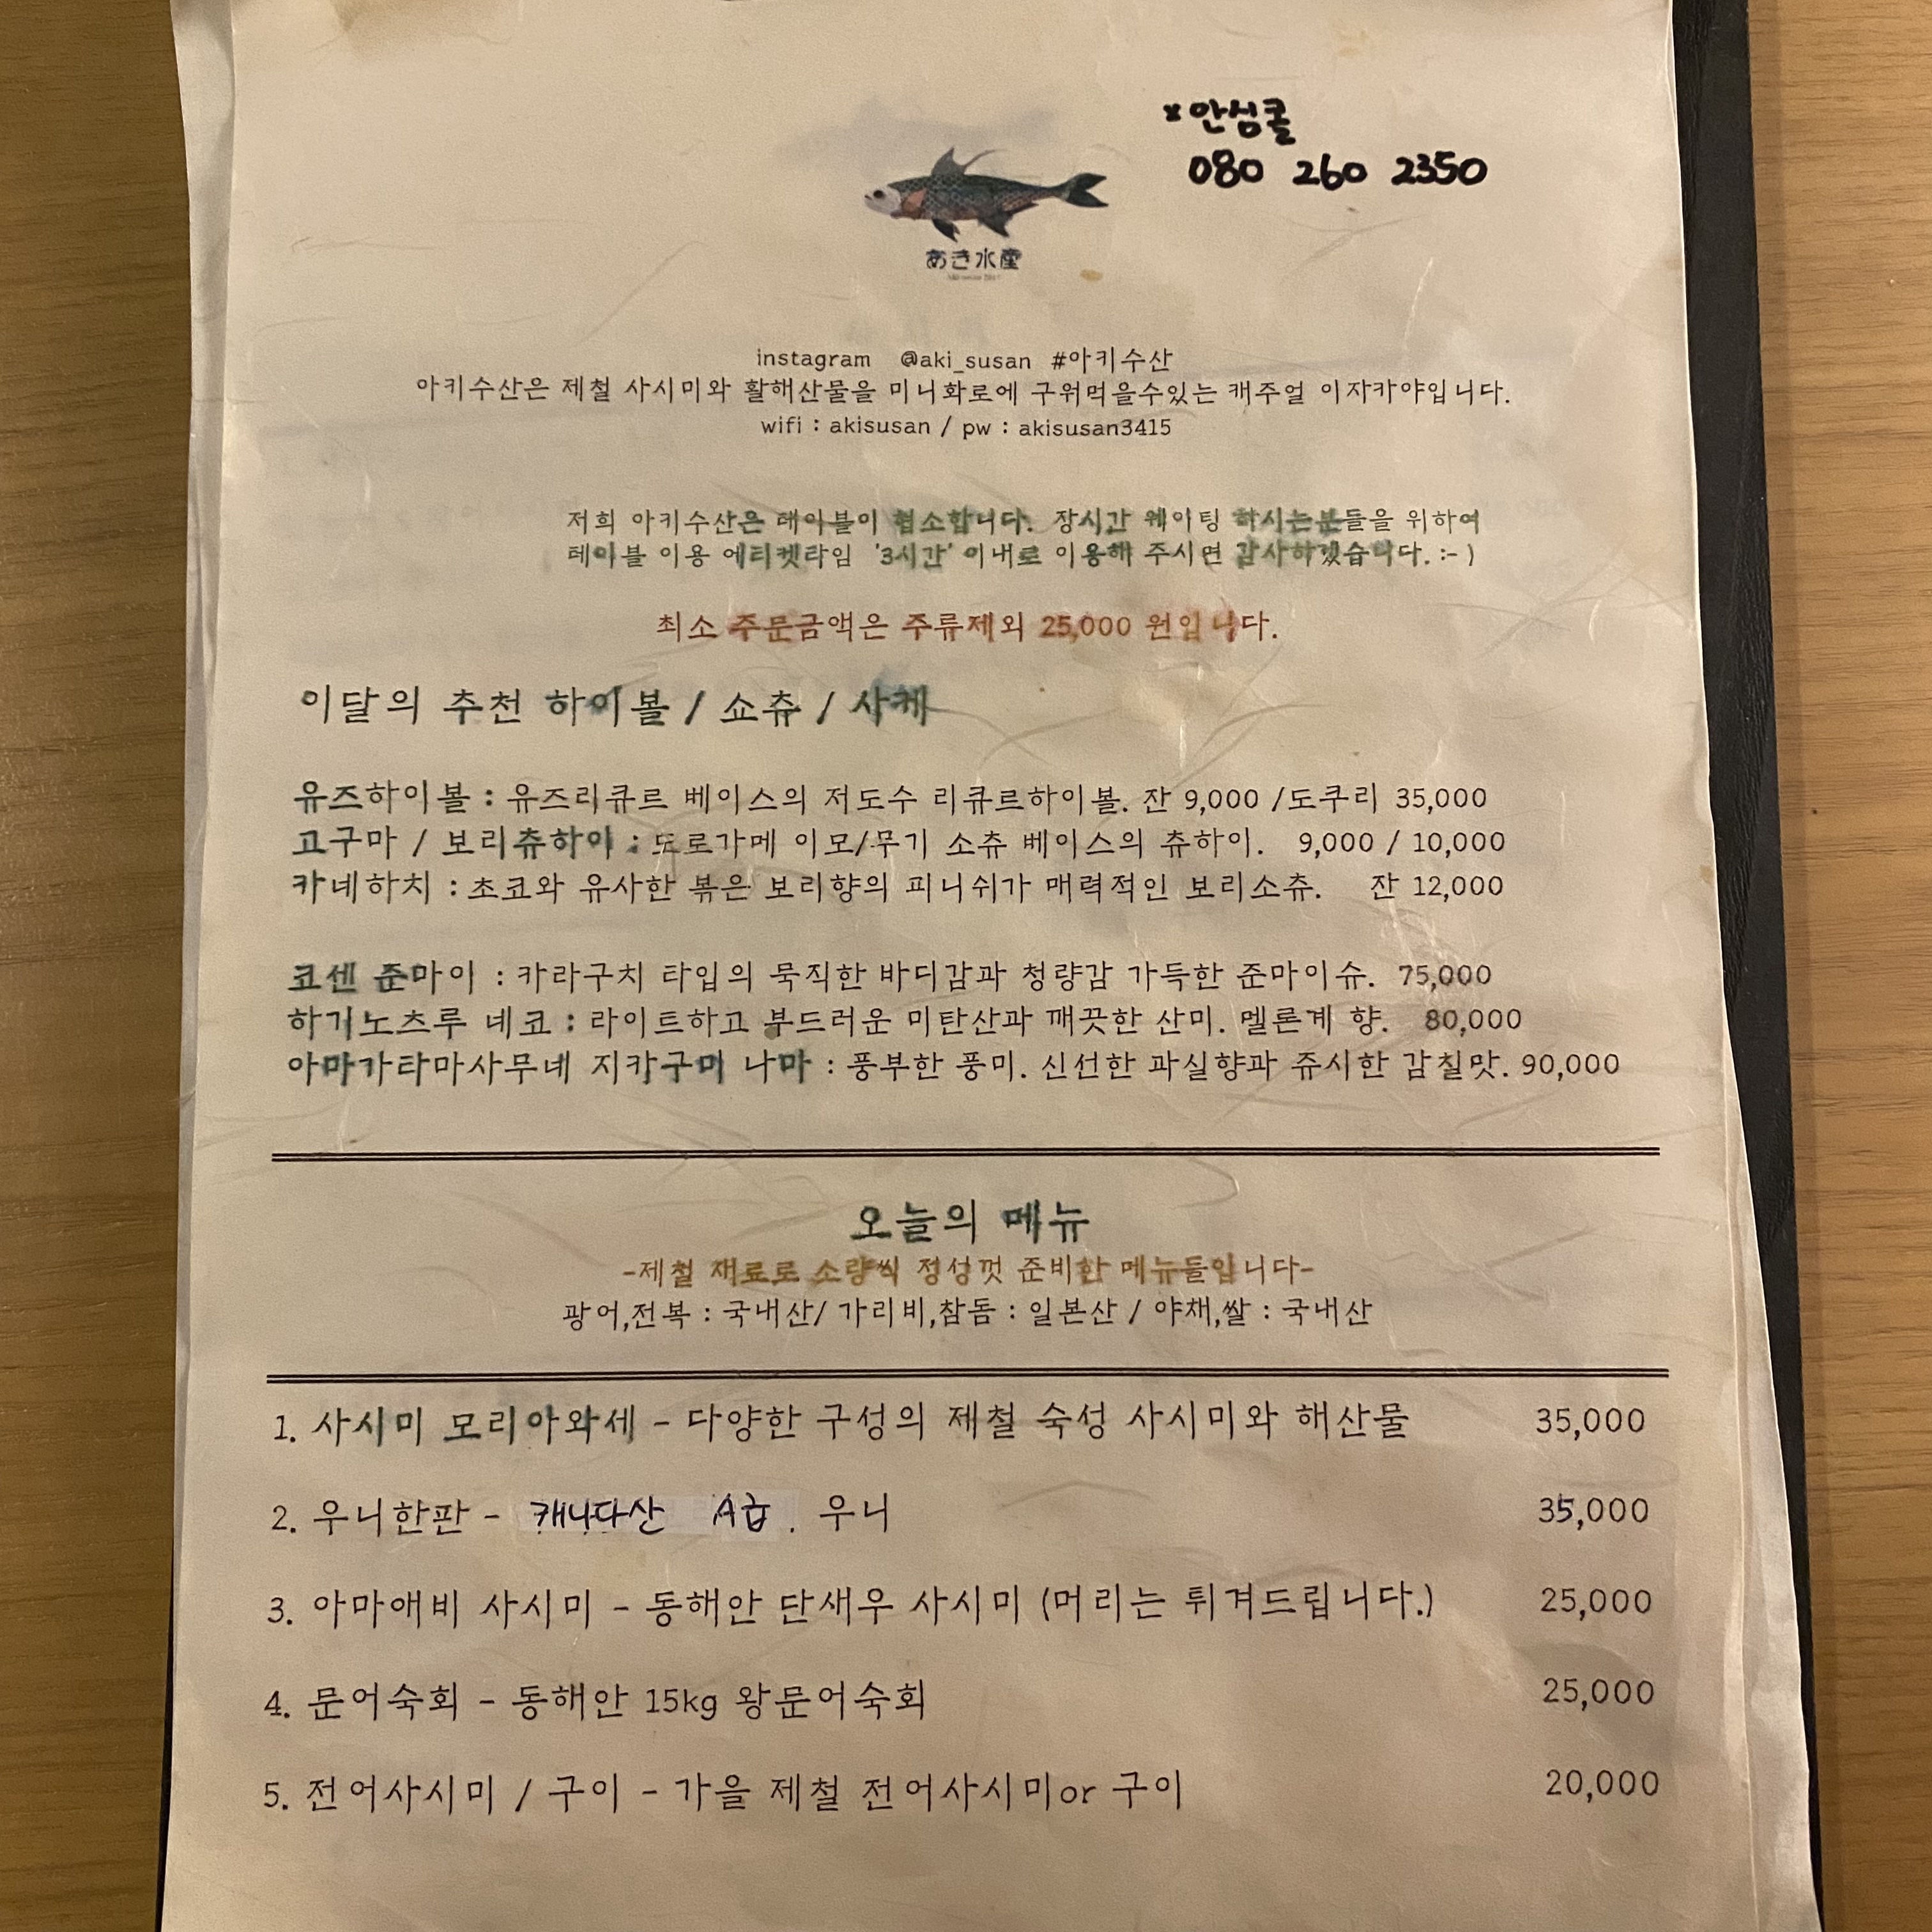 *안심콜
080 260 2350
あき水産
instagram @aki_susan #아키수산
아키수산은 제철 사시미와 활해산물을 미니화로에 구워먹을수있는 캐주얼 이자카야입니다.
wifi : akisusan / pw : akisusan3415
저희 아키수산은 테이블이 협소합니다. 장시간 웨이팅 하시는분들을 위하여
테이블 이용 에티켓타임 '3시간' 이내로 이용해 주시면 감사하겠습니다. :- )
최소 주문금액은 주류제외 25,000 원입니다.
이달의 추천 하이볼 / 쇼츄 / 사케
유즈하이볼 : 유즈리큐르 베이스의 저도수 리큐르하이볼. 잔 9,000 /도쿠리 35,000
고구마 / 보리츄하이 : 도로가메 이모/무기 소츄 베이스의 츄하이. 9,000 / 10,000
카네하치 : 초코와 유사한 볶은 보리향의 피니쉬가 매력적인 보리소츄. 잔 12,000
코센 준마이 : 카라구치 타입의 묵직한 바디감과 청량감 가득한 준마이슈. 75,000
하기노츠루 네코 : 라이트하고 부드러운 미탄산과 깨끗한 산미. 멜론계 향. 80,000
아마가타마사무네 지카구미 나마 : 풍부한 풍미. 신선한 과실향과 쥬시한 감칠맛. 90,000
오늘의 메뉴
-제철 재료로 소량씩 정성껏 준비한 메뉴들입니다-
광어,전복 : 국내산/ 가리비,참돔 : 일본산 / 야채,쌀 : 국내산
1. 사시미 모리아와세 - 다양한 구성의 제철 숙성 사시미와 해산물 35,000
2. 우니한판 - 캐나다산 A급 . 우니 35,000
3. 아마애비 사시미 - 동해안 단새우 사시미 (머리는 튀겨드립니다.) 25,000
4. 문어숙회 - 동해안 15kg 왕문어숙회 25,000
5. 전어사시미 / 구이 - 가을 제철 전어사시미or 구이 20,000